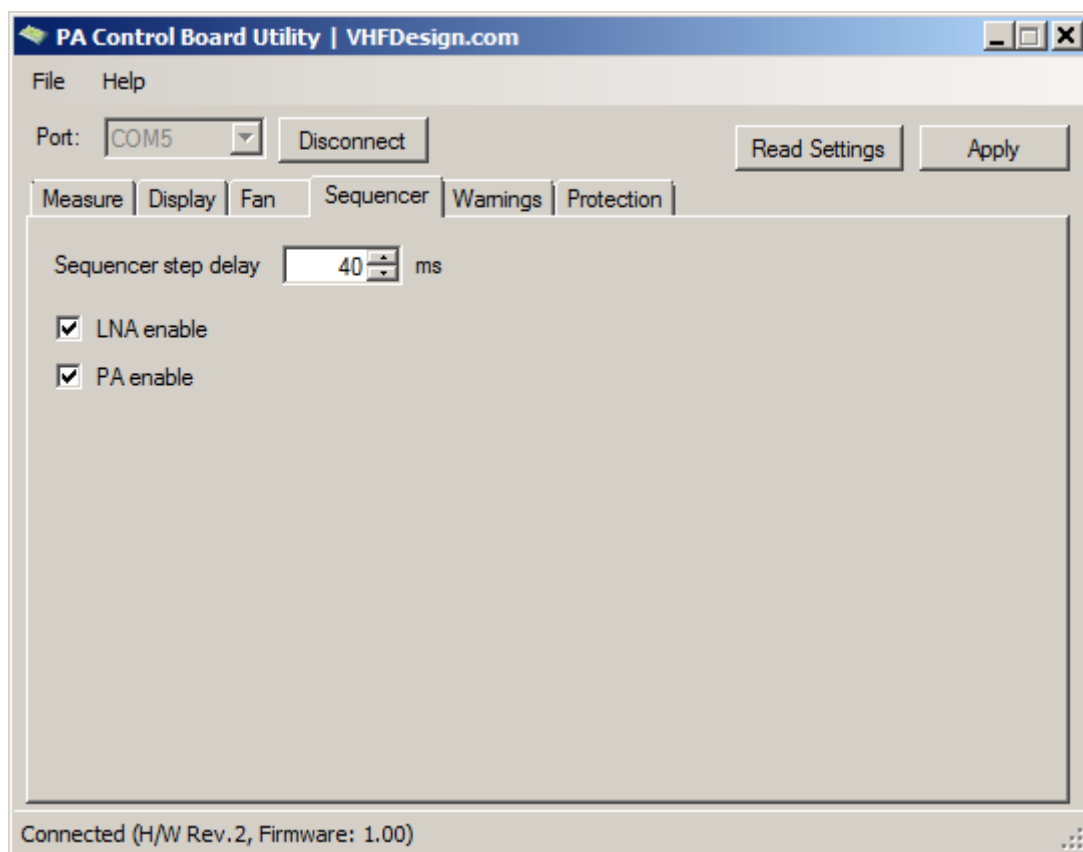 PA Control Board Utility | VHFDesign.com
File Help
Port: COM5 Disconnect Read Settings Apply
Measure Display Fan Sequencer Warnings Protection
Sequencer step delay 40 ms
LNA enable
PA enable
Connected (H/W Rev.2, Firmware: 1.00)